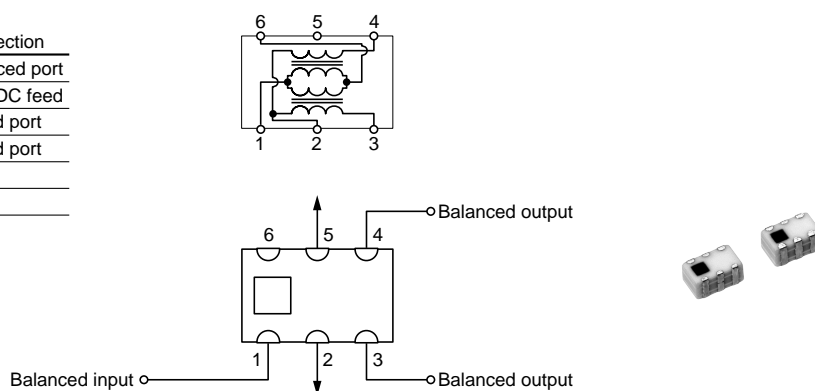 ection
ced port
DC feed
d port
d port
6 5 4
1 2 3
Balanced output
6 5 4
1 2 3
Balanced input
Balanced output